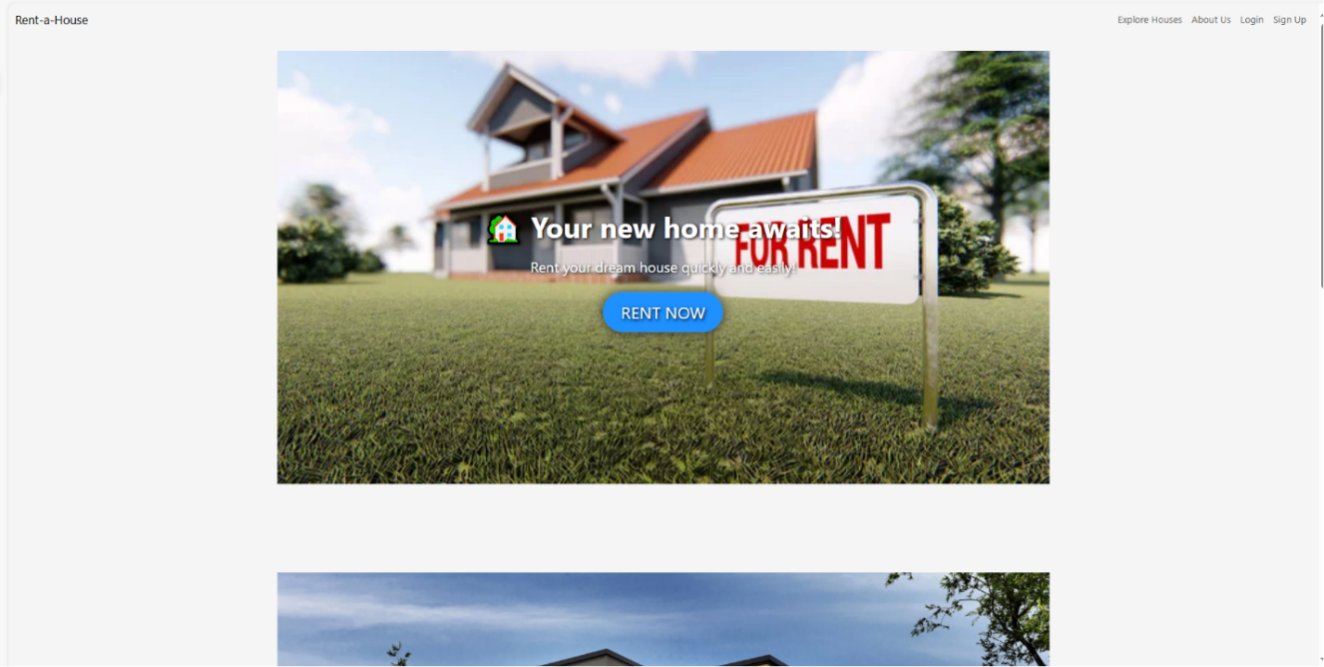 Rent-a-House
Explore Houses About Us Login Sign Up
Your new home awaits!
FOR RENT
Rent your dream house quickly and easily!
RENT NOW